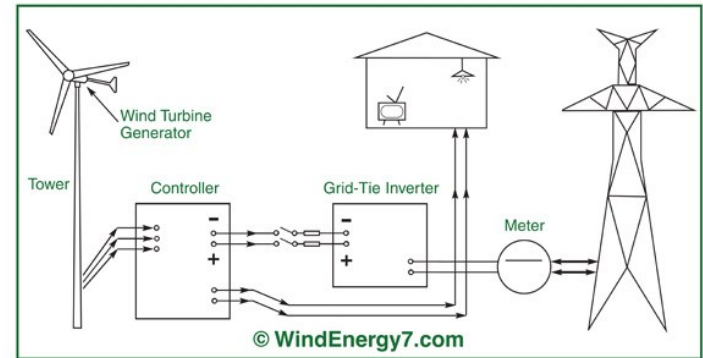 Wind Turbine
Generator
Tower
Controller
Grid-Tie Inverter
Meter
-
+
-
+
© WindEnergy7.com